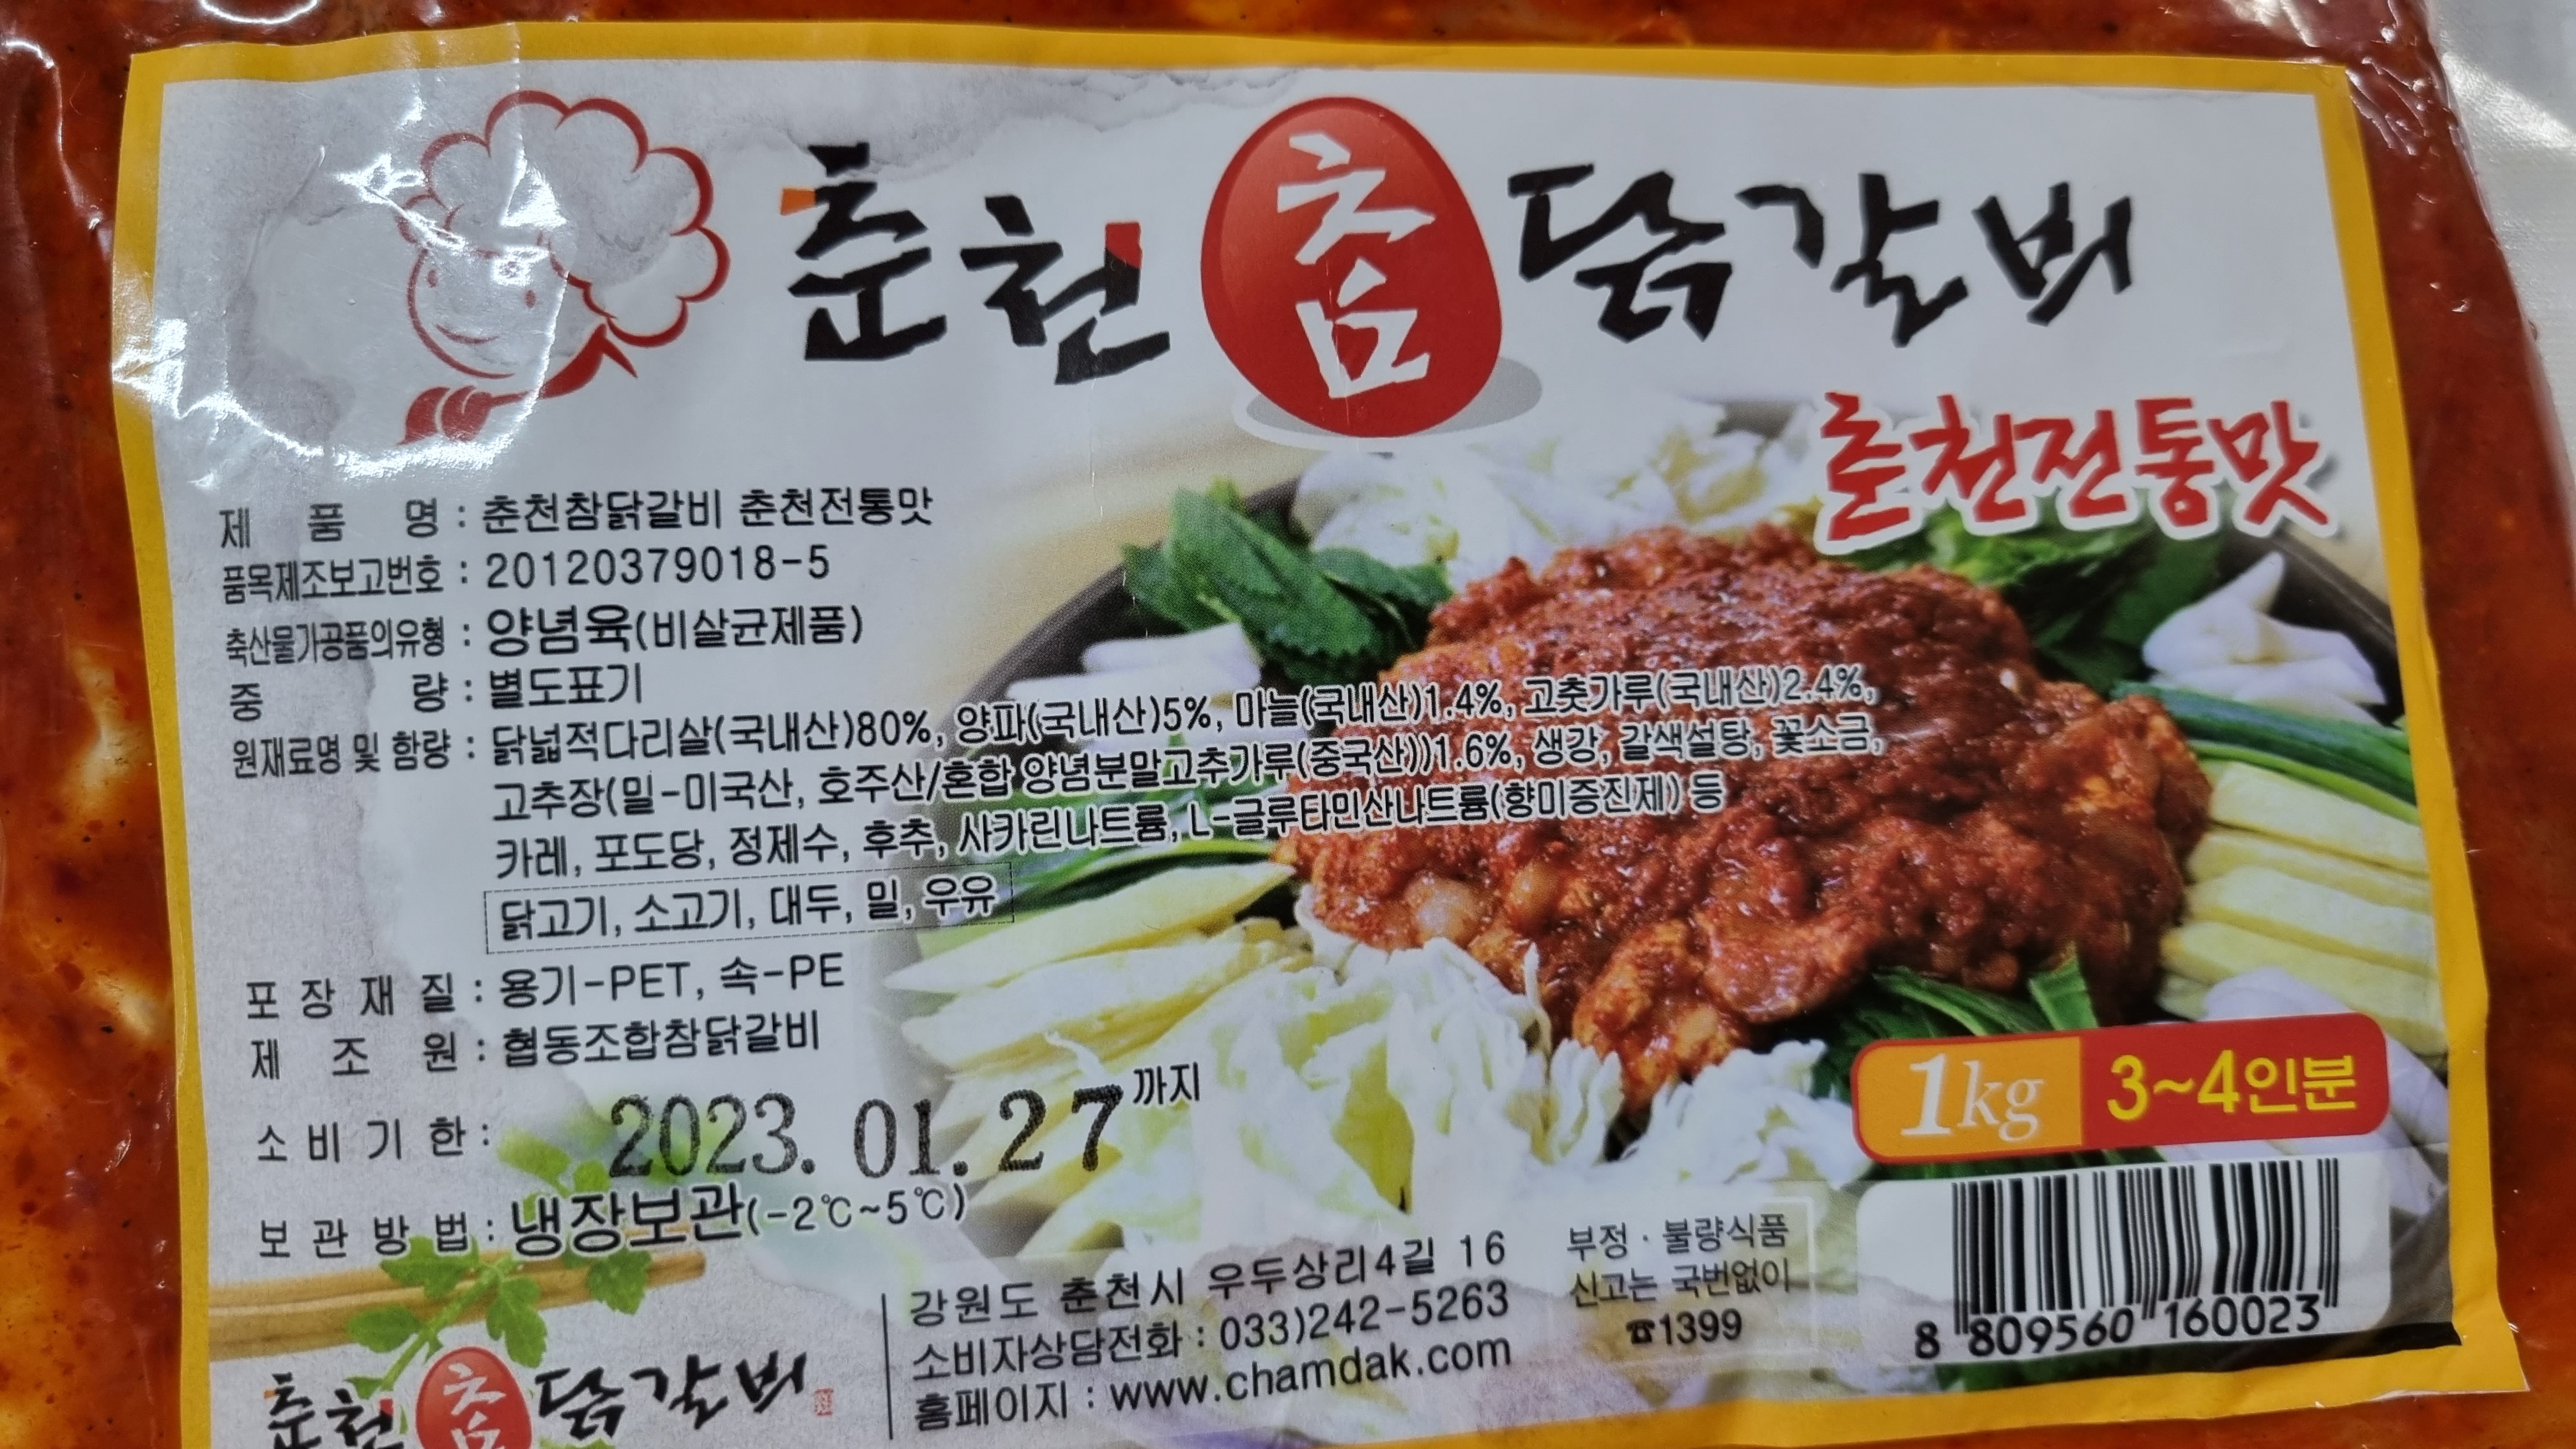 춘천 참 닭갈비
춘천전통맛
제 품 명 : 춘천참닭갈비 춘천전통맛
품목제조보고번호 : 20120379018-5
축산물가공품의유형 : 양념육(비살균제품)
중 량 : 별도표기
원재료명 및 함량 : 닭넓적다리살(국내산)80%, 양파(국내산)5%, 마늘(국내산)1.4%, 고춧가루(국내산)2.4%,
고추장(밀-미국산, 호주산/혼합 양념분말고추가루(중국산))1.6%, 생강, 갈색설탕, 꽃소금,
카레, 포도당, 정제수, 후추, 사카린나트륨, L-글루타민산나트륨(향미증진제) 등
닭고기, 소고기, 대두, 밀, 우유
포 장 재 질 : 용기-PET, 속-PE
제 조 원 : 협동조합참닭갈비
소 비 기 한 : 2023. 01. 27 까지
보 관 방 법 : 냉장보관(-2℃~5℃)
1kg 3~4인분
춘천 참 닭갈비
강원도 춘천시 우두상리4길 16
소비자상담전화 : 033)242-5263
홈페이지 : www.chamdak.com
부정 · 불량식품
신고는 국번없이
☎1399
8 809560 160023